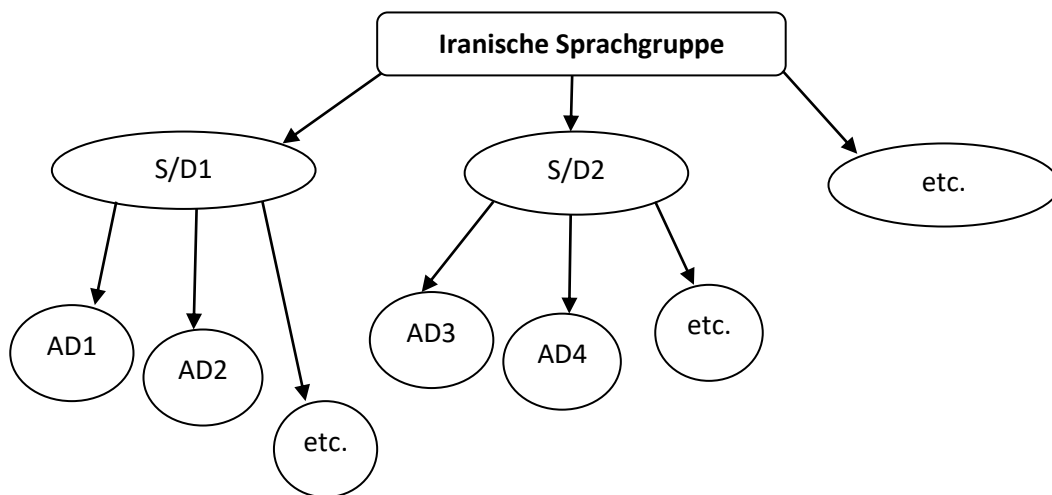 Iranische Sprachgruppe
S/D1
S/D2
etc.
AD1
AD2
etc.
AD3
AD4
etc.